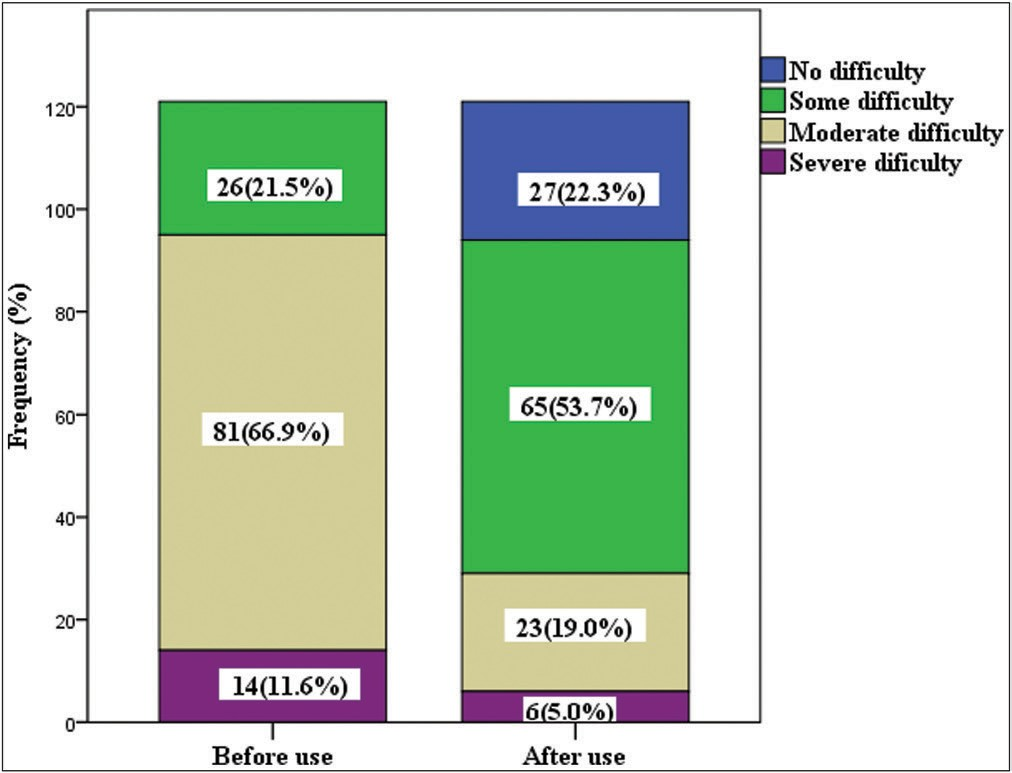 No difficulty
Some difficulty
Moderate difficulty
Severe dificulty
Frequency (%)
120
100
80
60
40
20
0
26(21.5%)
81(66.9%)
14(11.6%)
27(22.3%)
65(53.7%)
23(19.0%)
6(5.0%)
Before use
After use